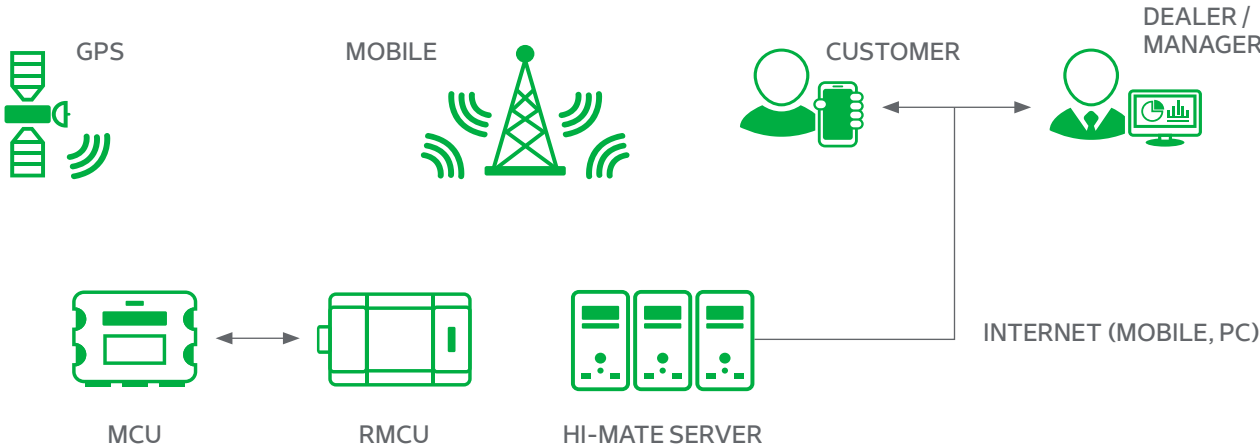 GPS
MOBILE
CUSTOMER
DEALER /
MANAGER
INTERNET (MOBILE, PC)
MCU
RMCU
HI-MATE SERVER